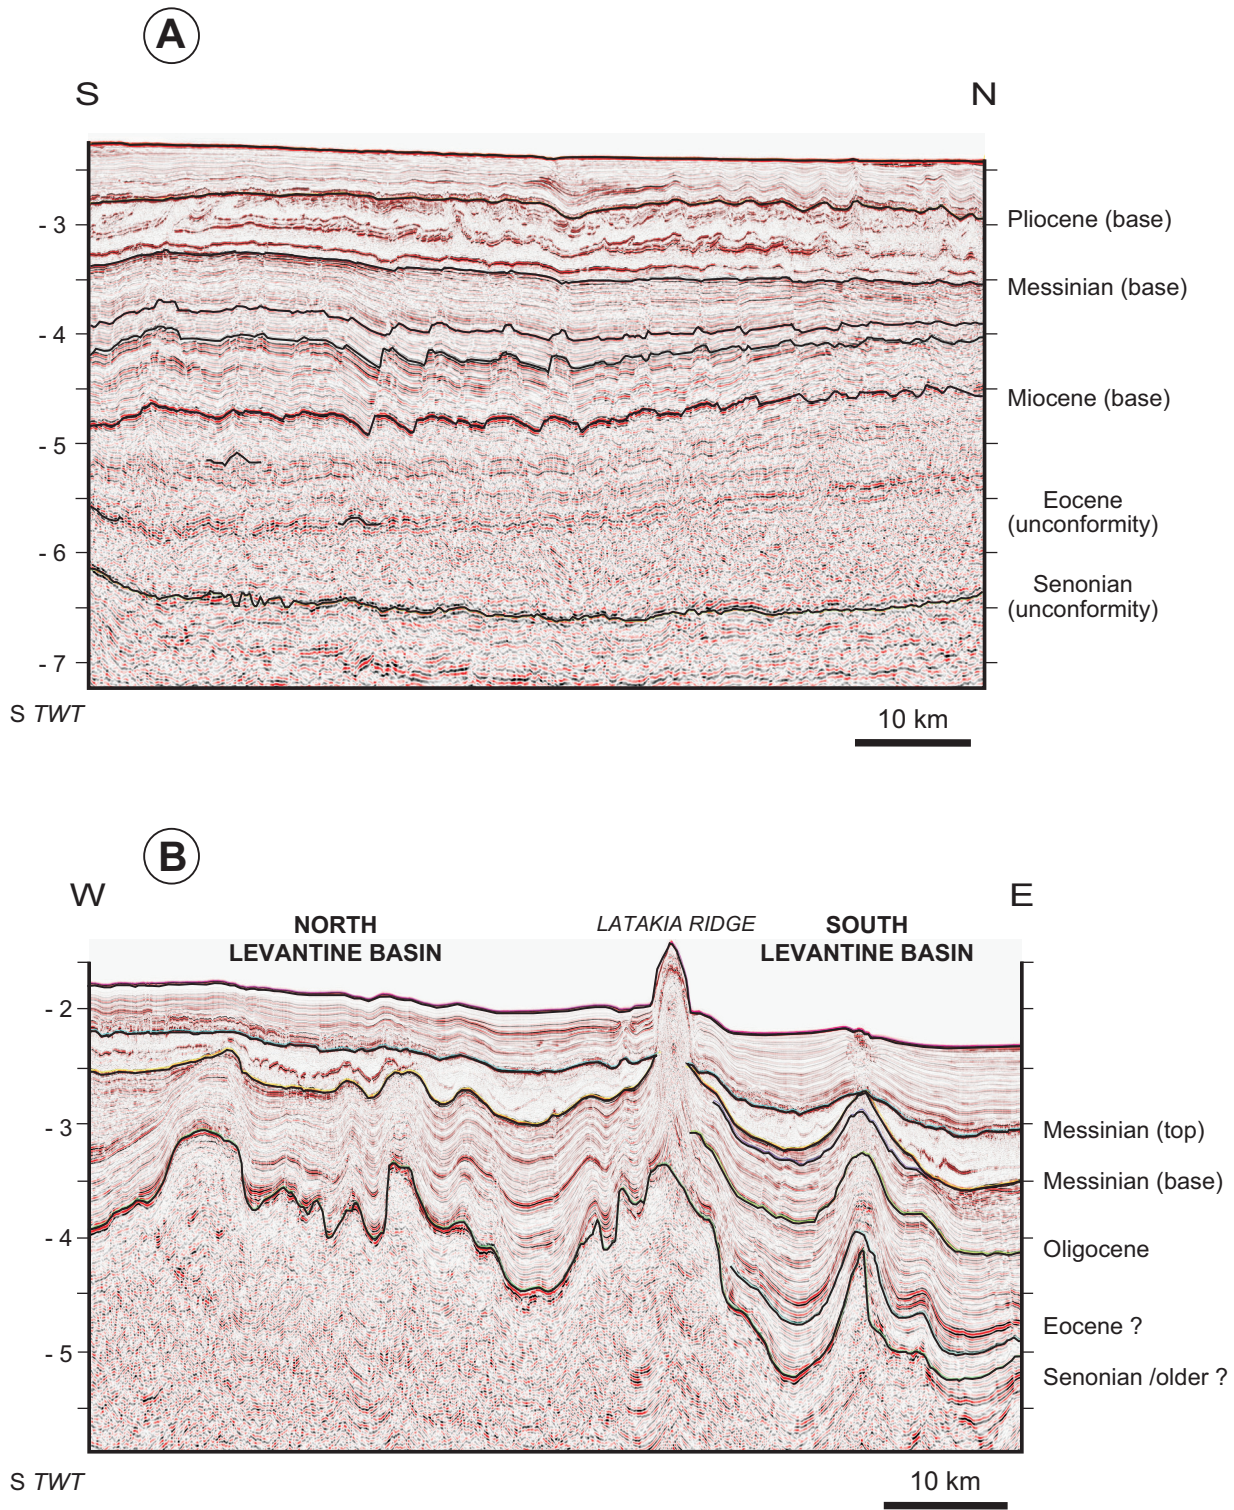 A
S
N
- 3
- 4
- 5
- 6
- 7
Pliocene (base)
Messinian (base)
Miocene (base)
Eocene
(unconformity)
Senonian
(unconformity)
S TWT
10 km
B
W
E
NORTH
LEVANTINE BASIN
LATAKIA RIDGE
SOUTH
LEVANTINE BASIN
- 2
- 3
- 4
- 5
Messinian (top)
Messinian (base)
Oligocene
Eocene ?
Senonian /older ?
S TWT
10 km